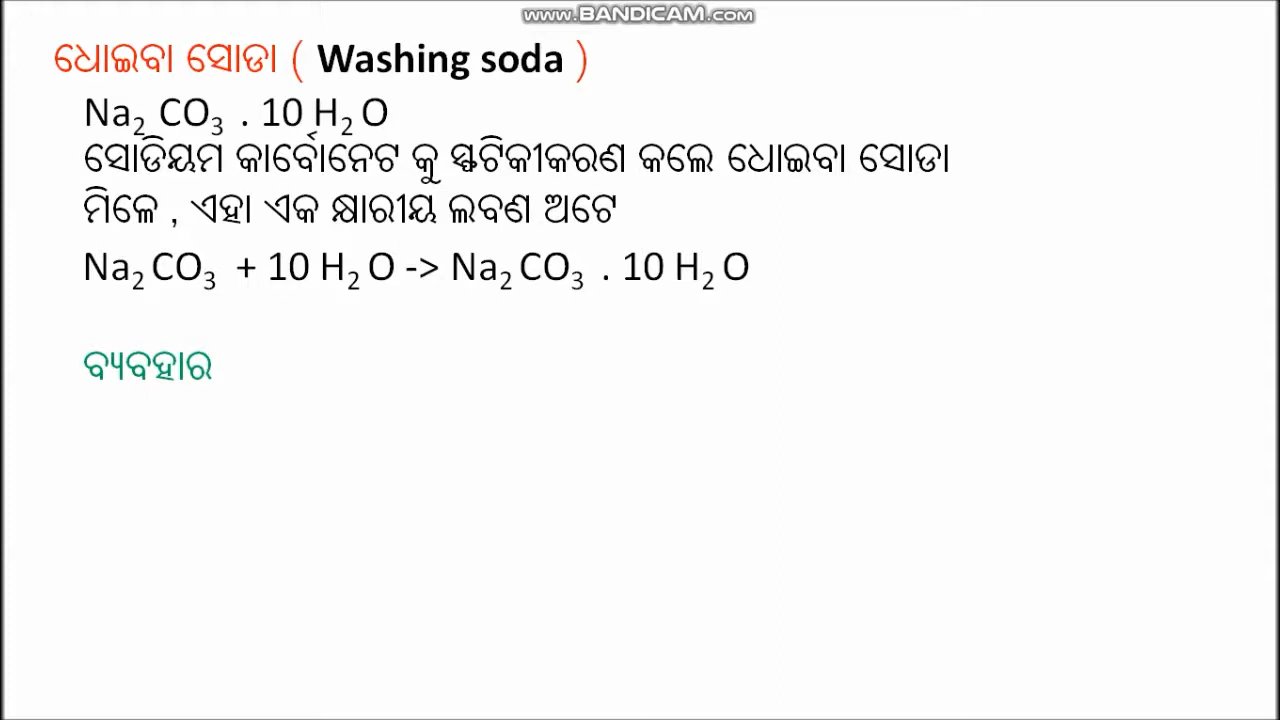 www.BANDICAM.com
ଧୋଇବା ସୋଡା ( Washing soda )
Na₂ CO₃ . 10 H₂ O
ସୋଡିୟମ କାର୍ବୋନେଟ କୁ ସ୍ଫଟିକୀକରଣ କଲେ ଧୋଇବା ସୋଡା
ମିଳେ , ଏହା ଏକ କ୍ଷାରୀୟ ଲବଣ ଅଟେ
Na₂ CO₃ + 10 H₂ O -> Na₂ CO₃ . 10 H₂ O
ବ୍ୟବହାର